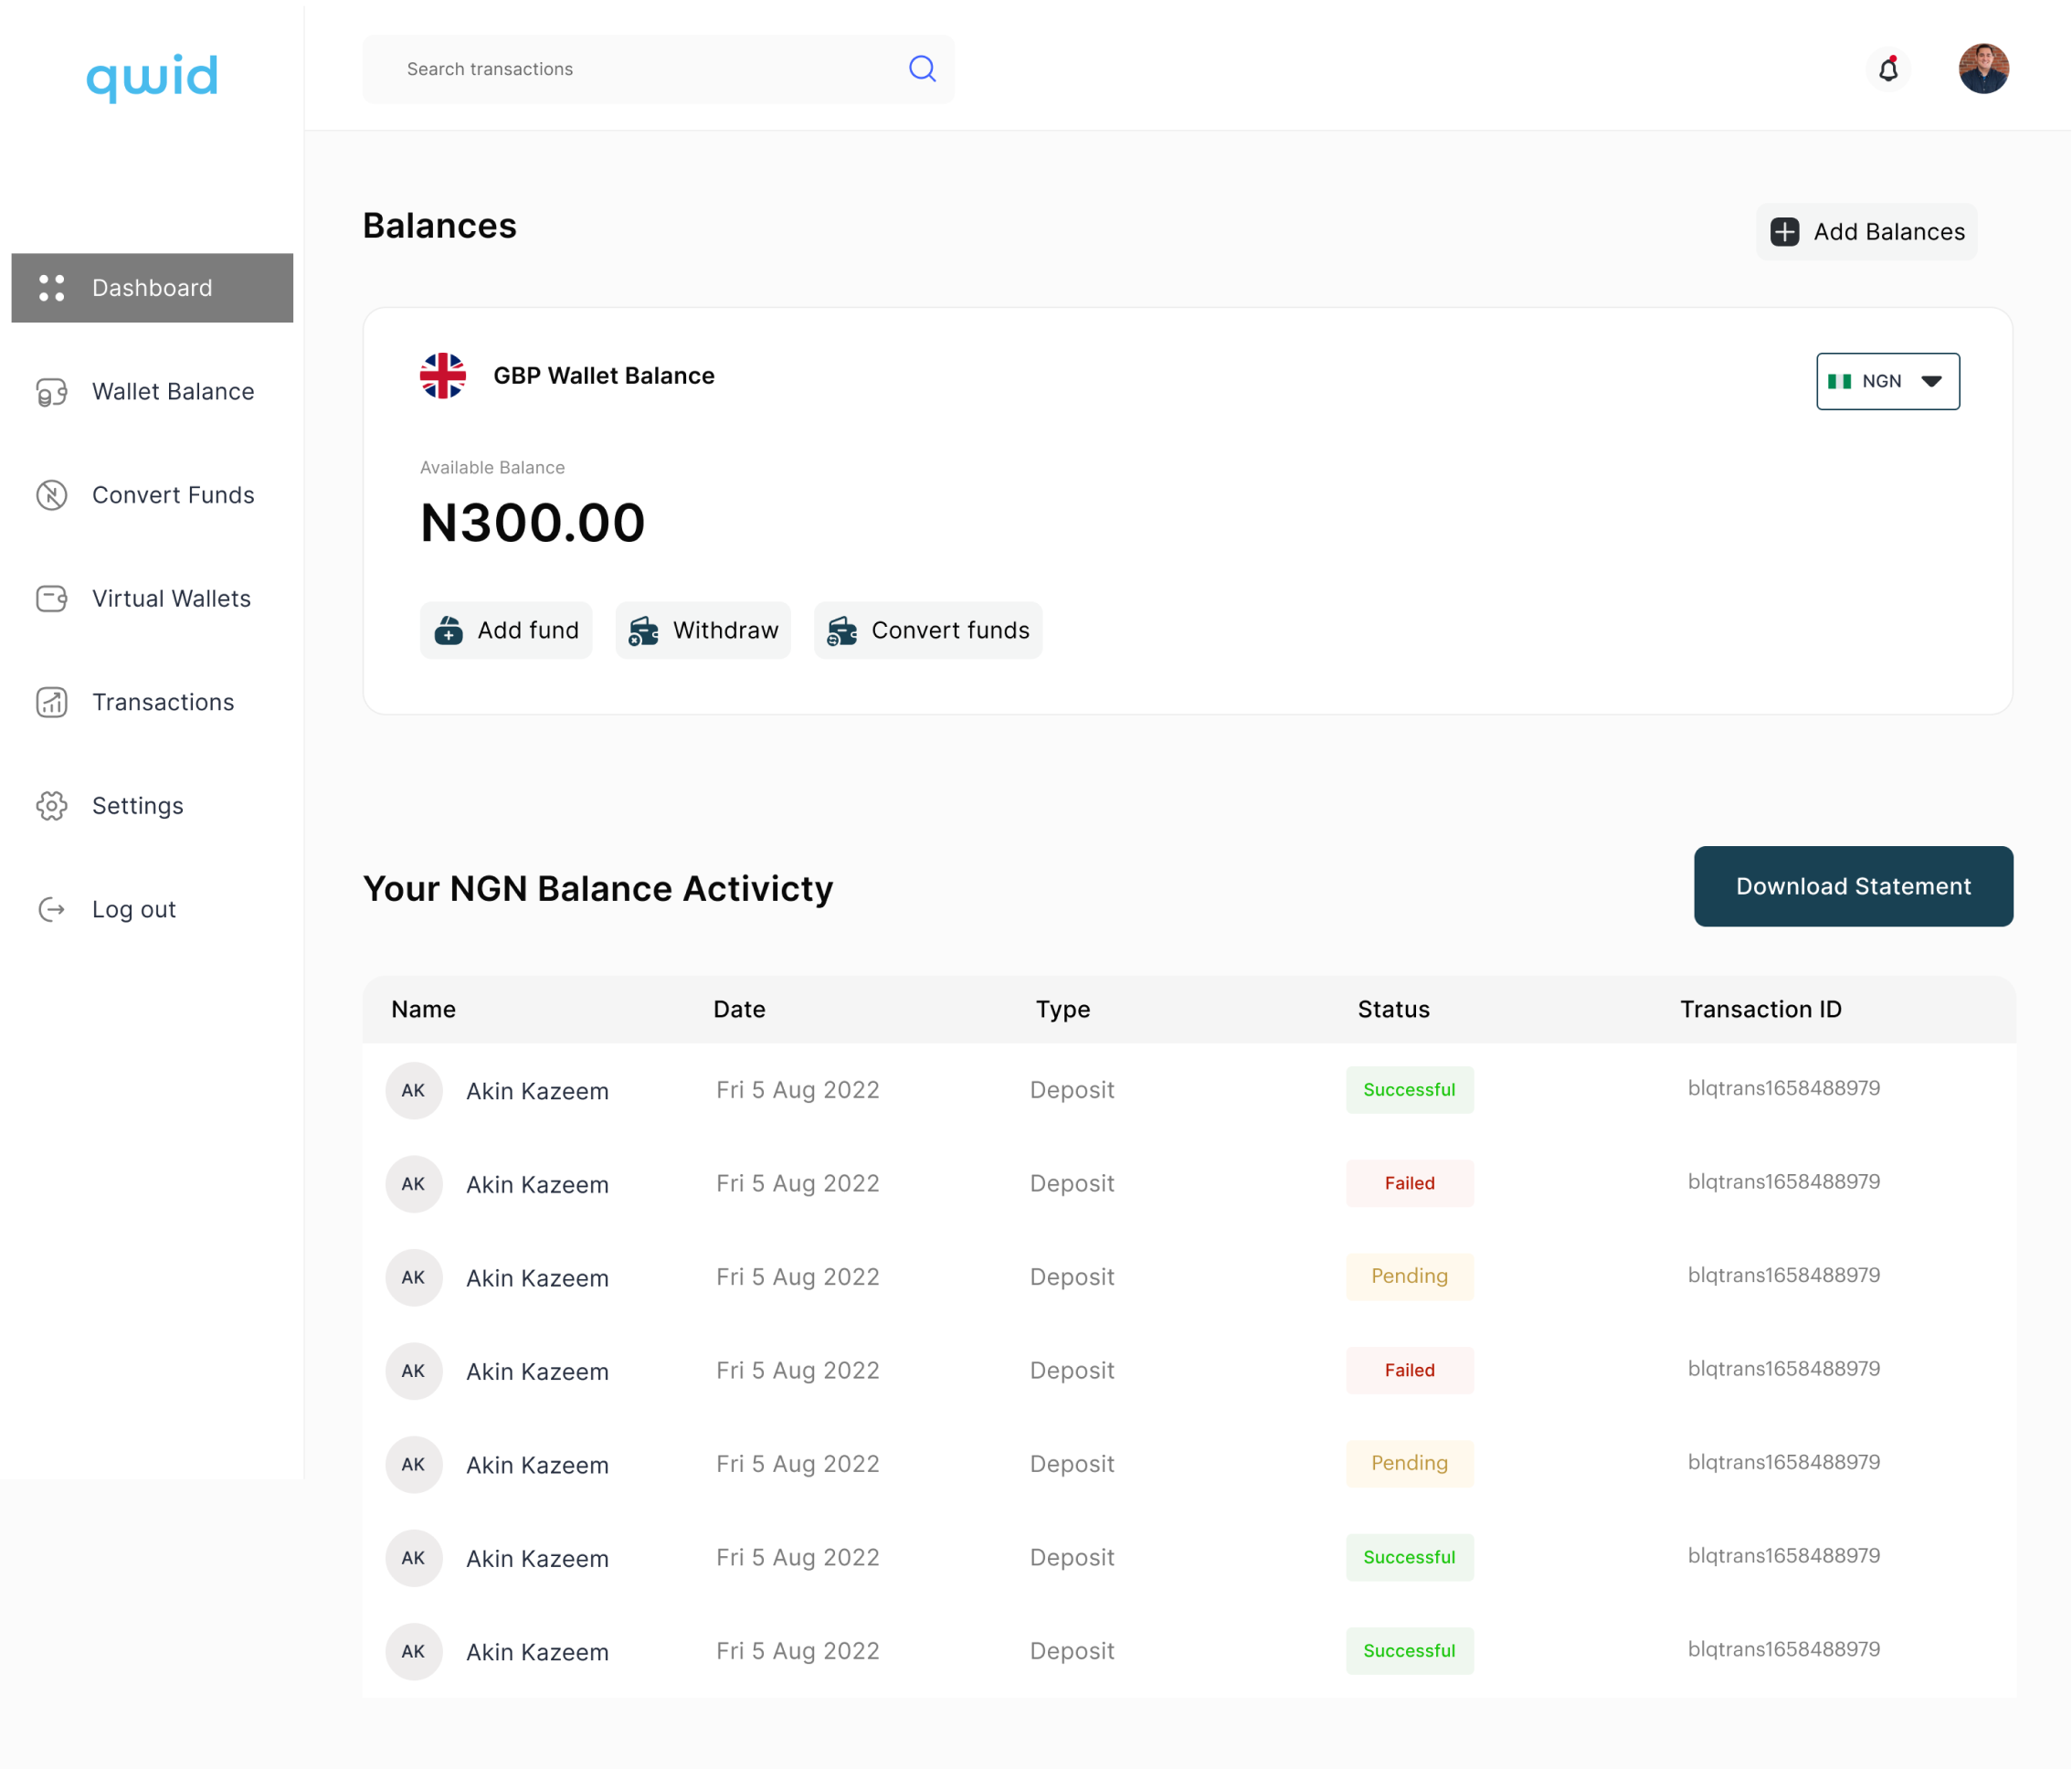 qwid
Search transactions
Dashboard
Wallet Balance
Convert Funds
Virtual Wallets
Transactions
Settings
Log out
Balances
Add Balances
GBP Wallet Balance
NGN
Available Balance
N300.00
Add fund Withdraw Convert funds
Your NGN Balance Activicty
Download Statement
Name Date Type Status Transaction ID
AK Akin Kazeem Fri 5 Aug 2022 Deposit Successful blqtrans1658488979
AK Akin Kazeem Fri 5 Aug 2022 Deposit Failed blqtrans1658488979
AK Akin Kazeem Fri 5 Aug 2022 Deposit Pending blqtrans1658488979
AK Akin Kazeem Fri 5 Aug 2022 Deposit Failed blqtrans1658488979
AK Akin Kazeem Fri 5 Aug 2022 Deposit Pending blqtrans1658488979
AK Akin Kazeem Fri 5 Aug 2022 Deposit Successful blqtrans1658488979
AK Akin Kazeem Fri 5 Aug 2022 Deposit Successful blqtrans1658488979